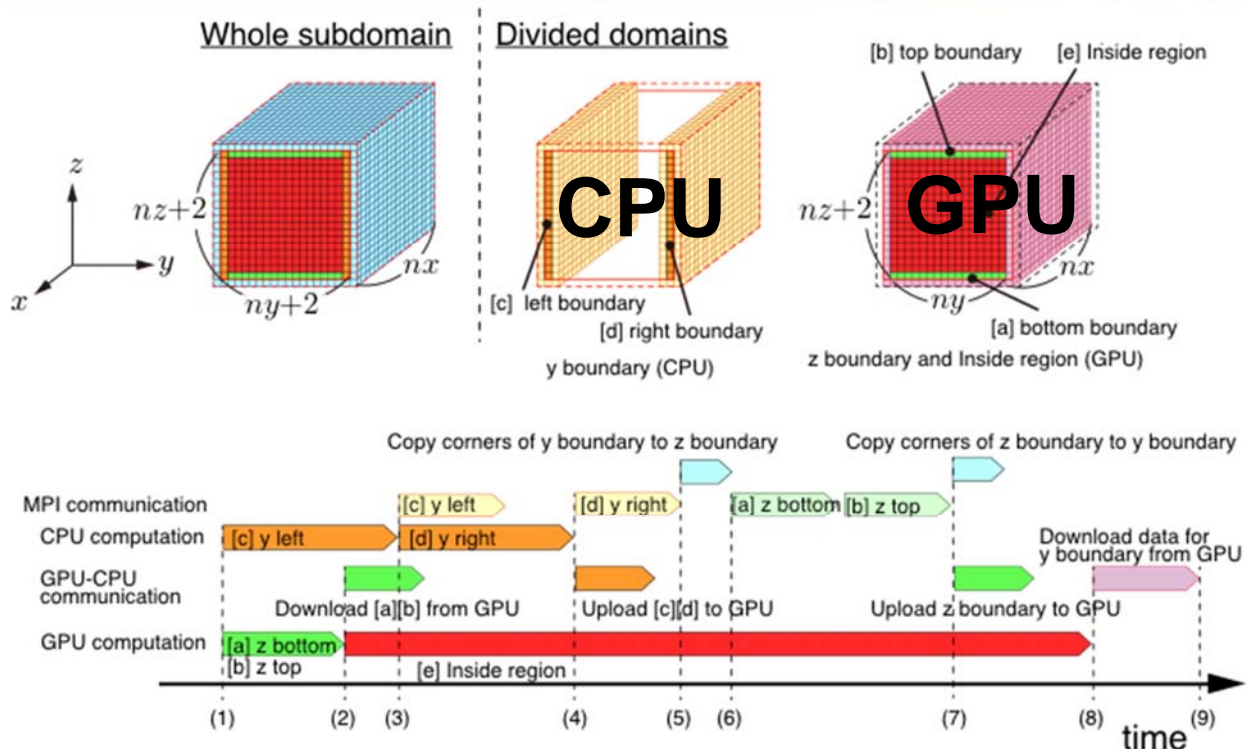 Whole subdomain
Divided domains
[b] top boundary
[e] Inside region
z
nz+2
y
x
ny+2
nx
CPU
[c] left boundary
[d] right boundary
y boundary (CPU)
nz+2
GPU
nx
ny
[a] bottom boundary
z boundary and Inside region (GPU)
Copy corners of y boundary to z boundary
Copy corners of z boundary to y boundary
MPI communication
[c] y left
[d] y right
[a] z bottom
[b] z top
CPU computation
[c] y left
[d] y right
Download data for
y boundary from GPU
GPU-CPU
communication
Download [a][b] from GPU
Upload [c][d] to GPU
Upload z boundary to GPU
GPU computation
[a] z bottom
[b] z top
[e] Inside region
(1)
(2)
(3)
(4)
(5)
(6)
(7)
(8)
(9)
time